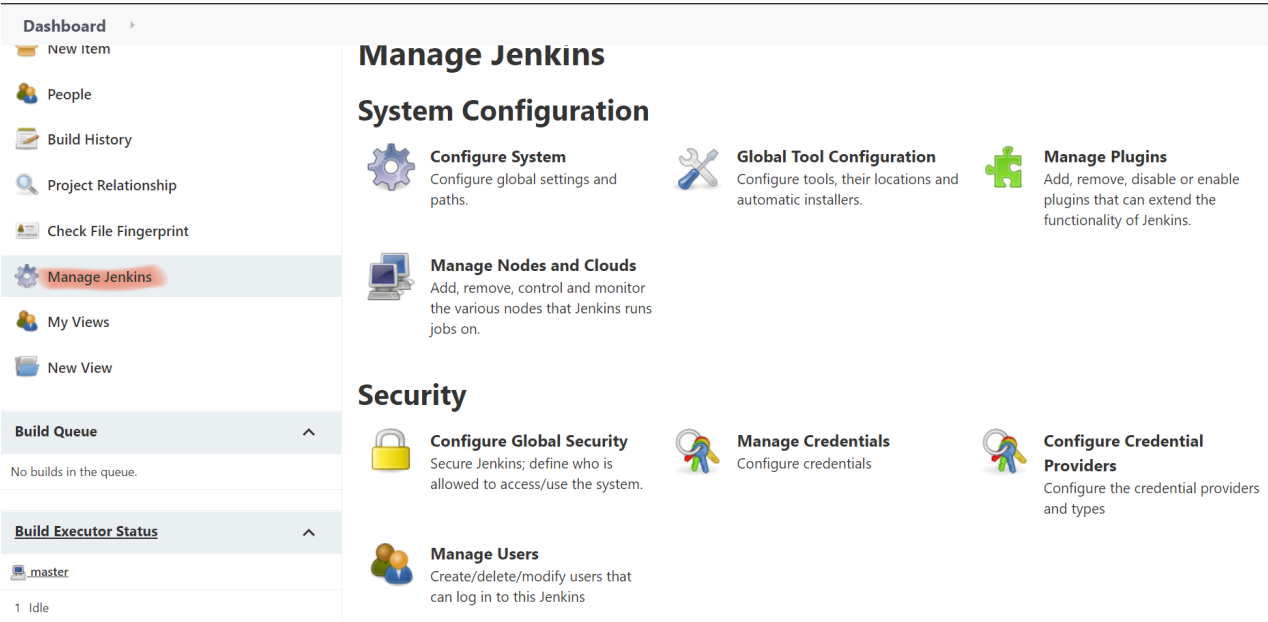 Dashboard
New Item
People
Build History
Project Relationship
Check File Fingerprint
Manage Jenkins
My Views
New View
Build Queue
No builds in the queue.
Build Executor Status
master
1 Idle
Manage Jenkins
System Configuration
Configure System
Configure global settings and
paths.
Global Tool Configuration
Configure tools, their locations and
automatic installers.
Manage Plugins
Add, remove, disable or enable
plugins that can extend the
functionality of Jenkins.
Manage Nodes and Clouds
Add, remove, control and monitor
the various nodes that Jenkins runs
jobs on.
Security
Configure Global Security
Secure Jenkins; define who is
allowed to access/use the system.
Manage Credentials
Configure credentials
Configure Credential
Providers
Configure the credential providers
and types
Manage Users
Create/delete/modify users that
can log in to this Jenkins